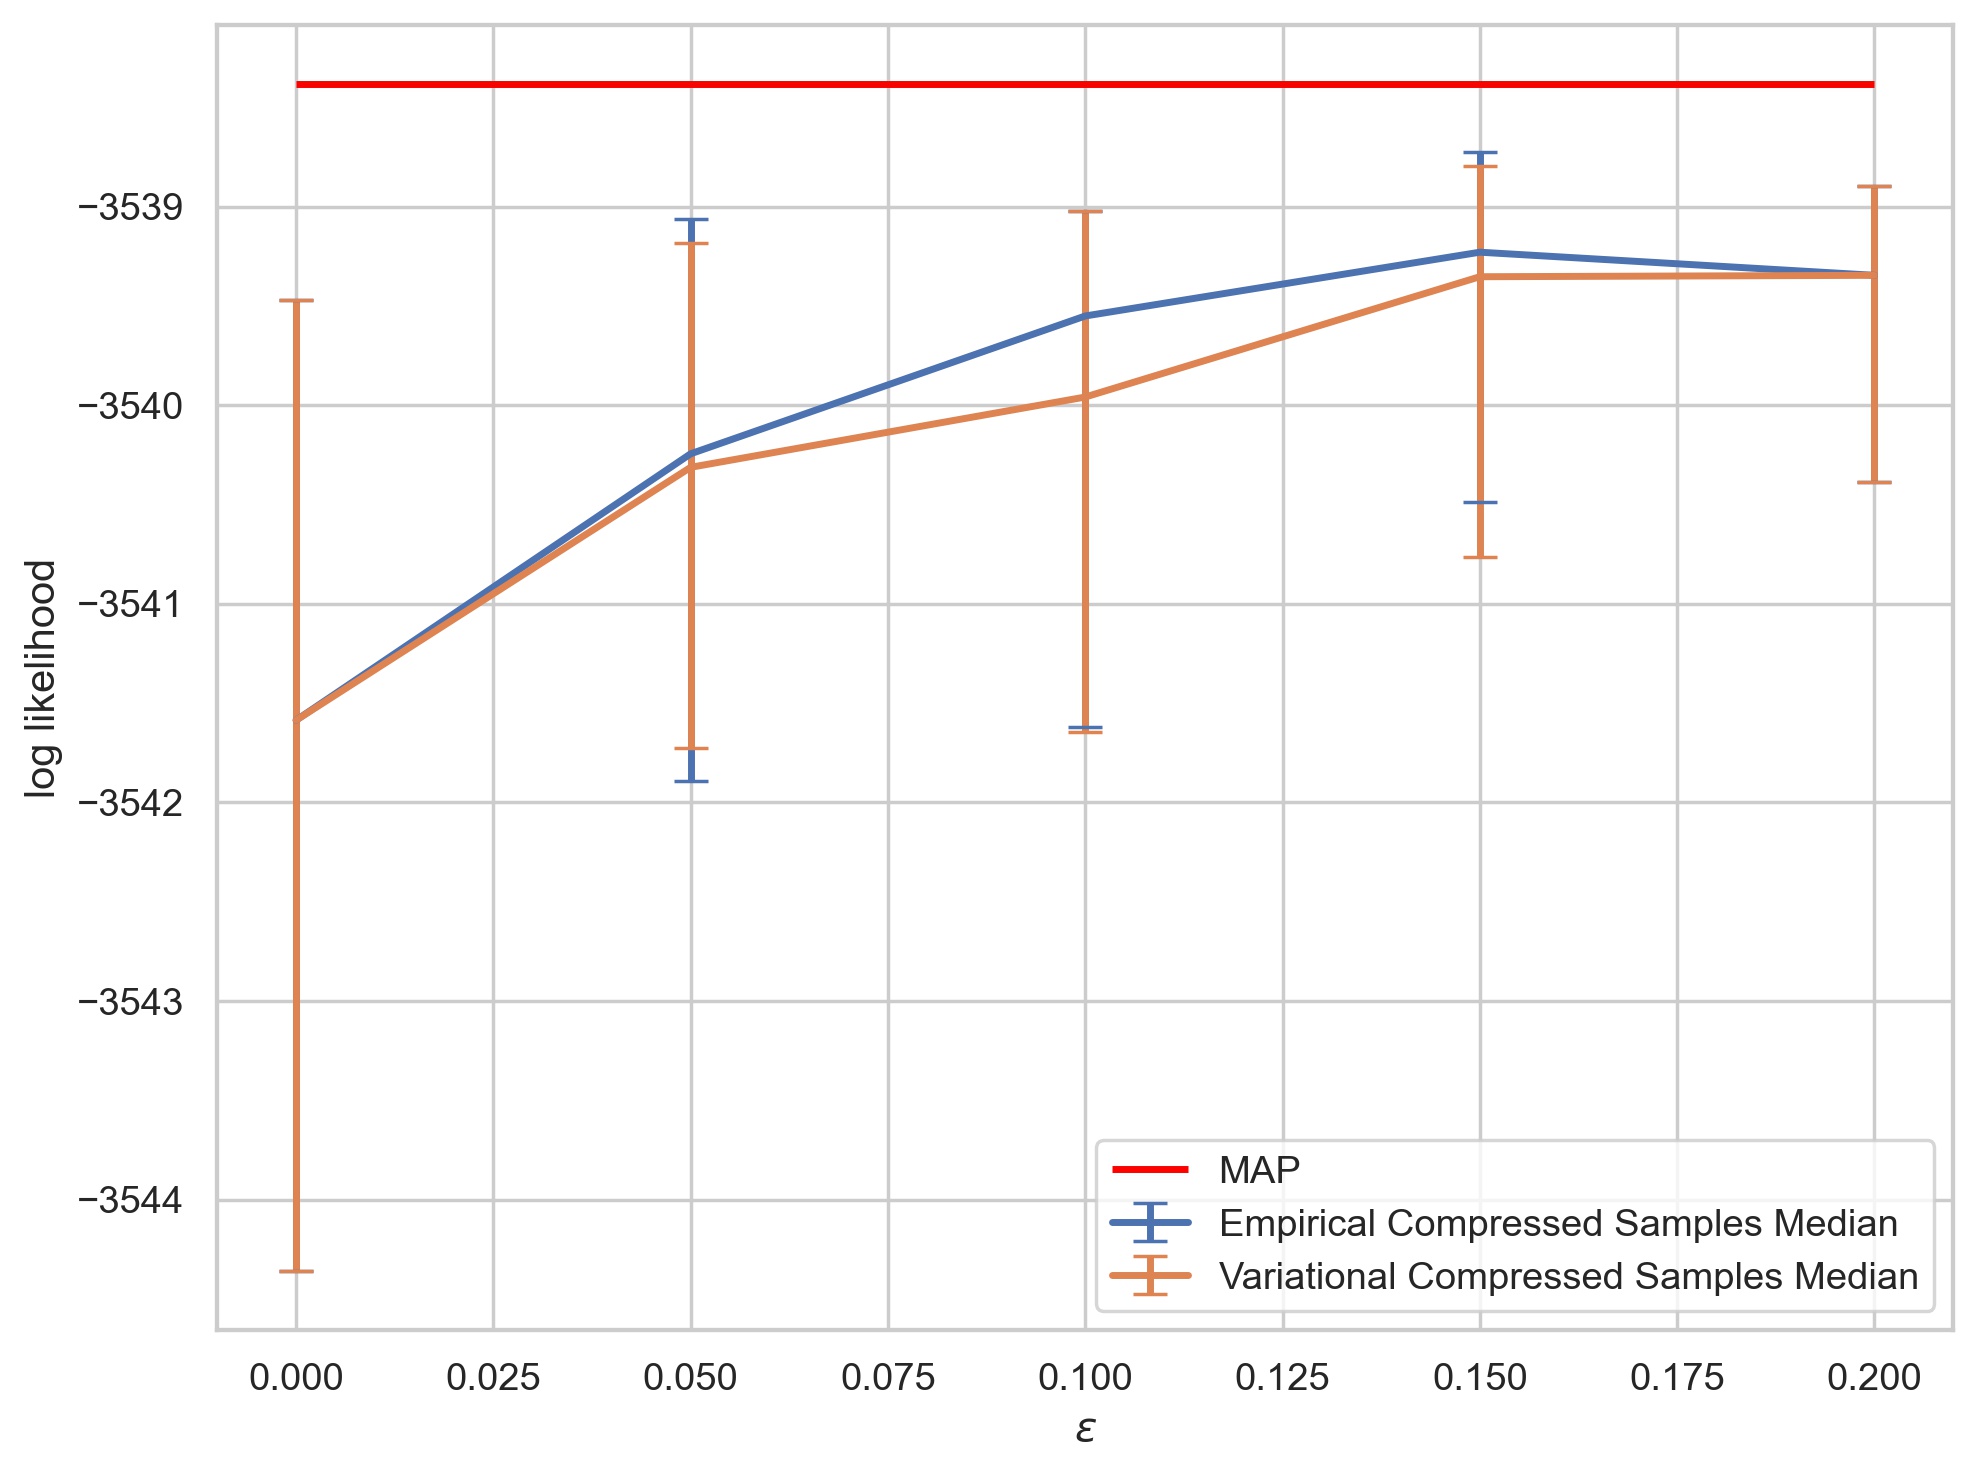 log likelihood
−3539
−3540
−3541
−3542
−3543
−3544
MAP
Empirical Compressed Samples Median
Variational Compressed Samples Median
0.000 0.025 0.050 0.075 0.100 0.125 0.150 0.175 0.200
ε